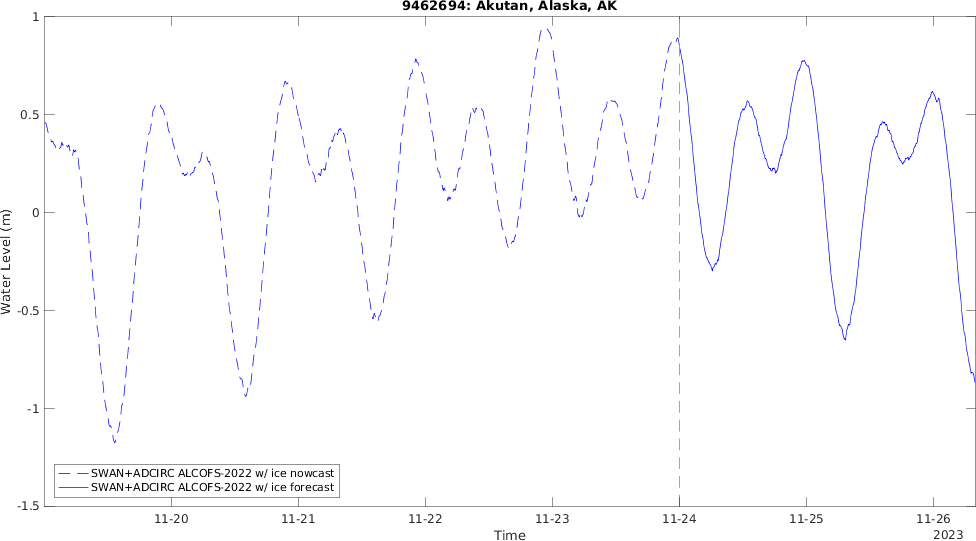 9462694: Akutan, Alaska, AK
1
0.5
0
-0.5
-1
-1.5
Water Level (m)
SWAN+ADCIRC ALCOFS-2022 w/ ice nowcast
SWAN+ADCIRC ALCOFS-2022 w/ ice forecast
11-20 11-21 11-22 11-23 11-24 11-25 11-26
Time
2023